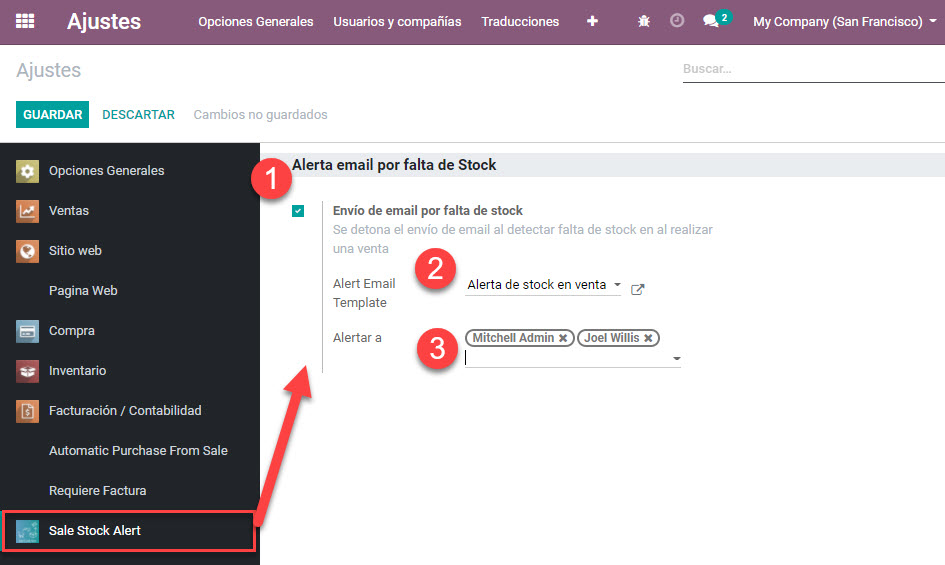 Ajustes
Opciones Generales
Usuarios y compañías
Traducciones
2
My Company (San Francisco)
Ajustes
Buscar...
GUARDAR
DESCARTAR
Cambios no guardados
Opciones Generales
Ventas
Sitio web
Pagina Web
Compra
Inventario
Facturación / Contabilidad
Automatic Purchase From Sale
Requiere Factura
Sale Stock Alert
1
Alerta email por falta de Stock
Envío de email por falta de stock
Se detona el envío de email al detectar falta de stock en al realizar
una venta
2
Alert Email
Template
Alerta de stock en venta
Alertar a
3
Mitchell Admin
Joel Willis